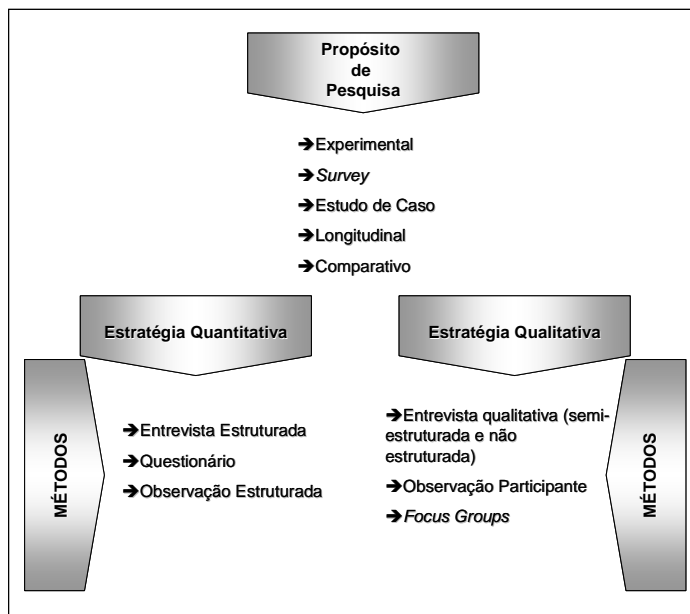 Propósito
de
Pesquisa
➔Experimental
➔Survey
➔Estudo de Caso
➔Longitudinal
➔Comparativo
Estratégia Quantitativa
Estratégia Qualitativa
MÉTODOS
➔Entrevista Estruturada
➔Questionário
➔Observação Estruturada
➔Entrevista qualitativa (semi-
estruturada e não
estruturada)
➔Observação Participante
➔Focus Groups
MÉTODOS